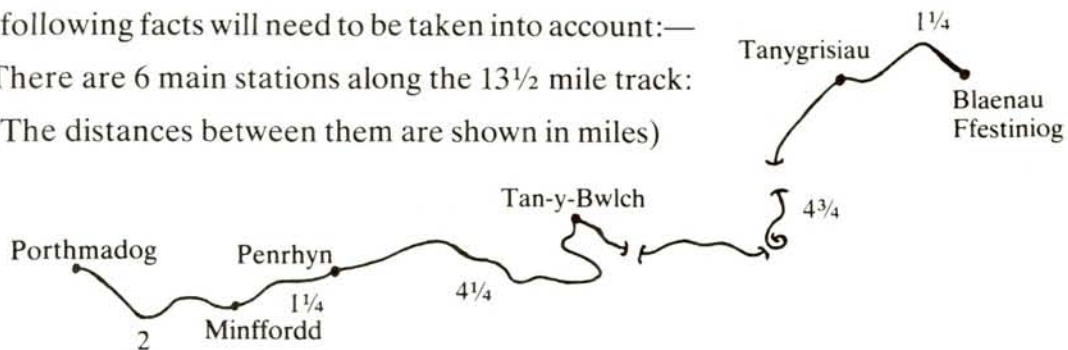 following facts will need to be taken into account:—
There are 6 main stations along the 13½ mile track:
The distances between them are shown in miles)
1¼
Tanygrisiau
Blaenau
Ffestiniog
Tan-y-Bwlch
4¾
Porthmadog
Penrhyn
1¼
4¼
Minffordd
2